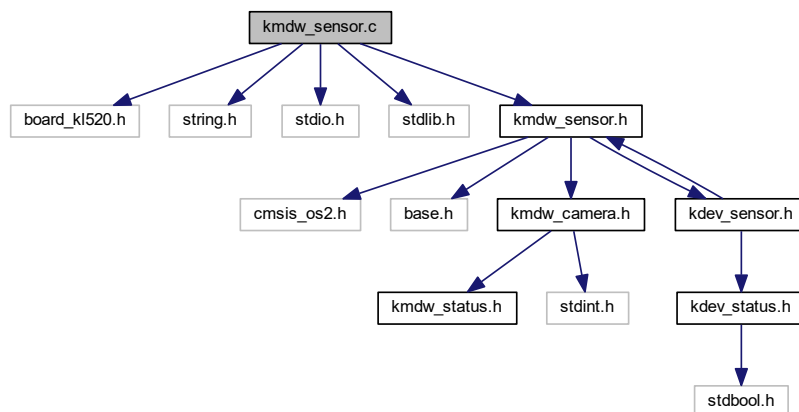 kmdw_sensor.c
board_kl520.h
string.h
stdio.h
stdlib.h
kmdw_sensor.h
cmsis_os2.h
base.h
kmdw_camera.h
kdev_sensor.h
kmdw_status.h
stdint.h
kdev_status.h
stdbool.h